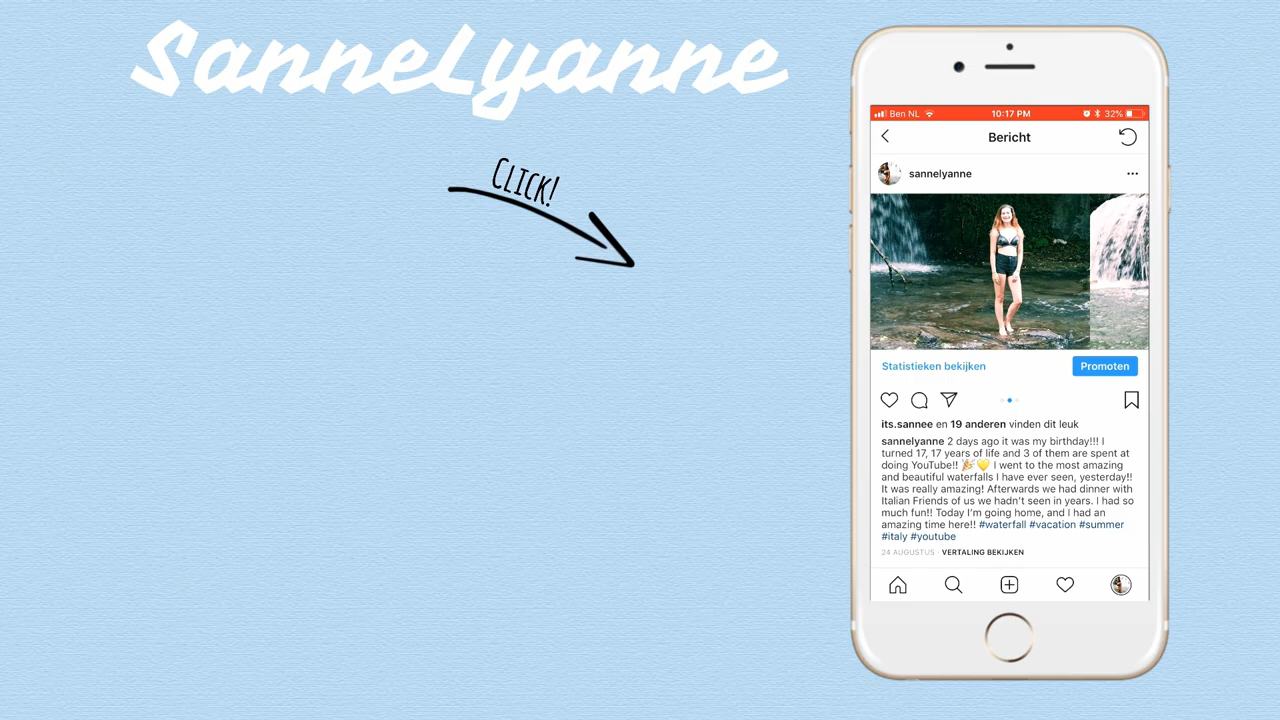 SanneLyanne
CLICK!
Ben NL 10:17 PM 32%
Bericht
sannelyanne
Statistieken bekijken Promoten
its.sannee en 19 anderen vinden dit leuk
sannelyanne 2 days ago it was my birthday!!! I
turned 17, 17 years of life and 3 of them are spent at
doing YouTube!! 🎉💛 I went to the most amazing
and beautiful waterfalls I have ever seen, yesterday!!
It was really amazing! Afterwards we had dinner with
Italian Friends of us we hadn't seen in years. I had so
much fun!! Today I'm going home, and I had an
amazing time here!! #waterfall #vacation #summer
#italy #youtube
24 AUGUSTUS · VERTALING BEKIJKEN